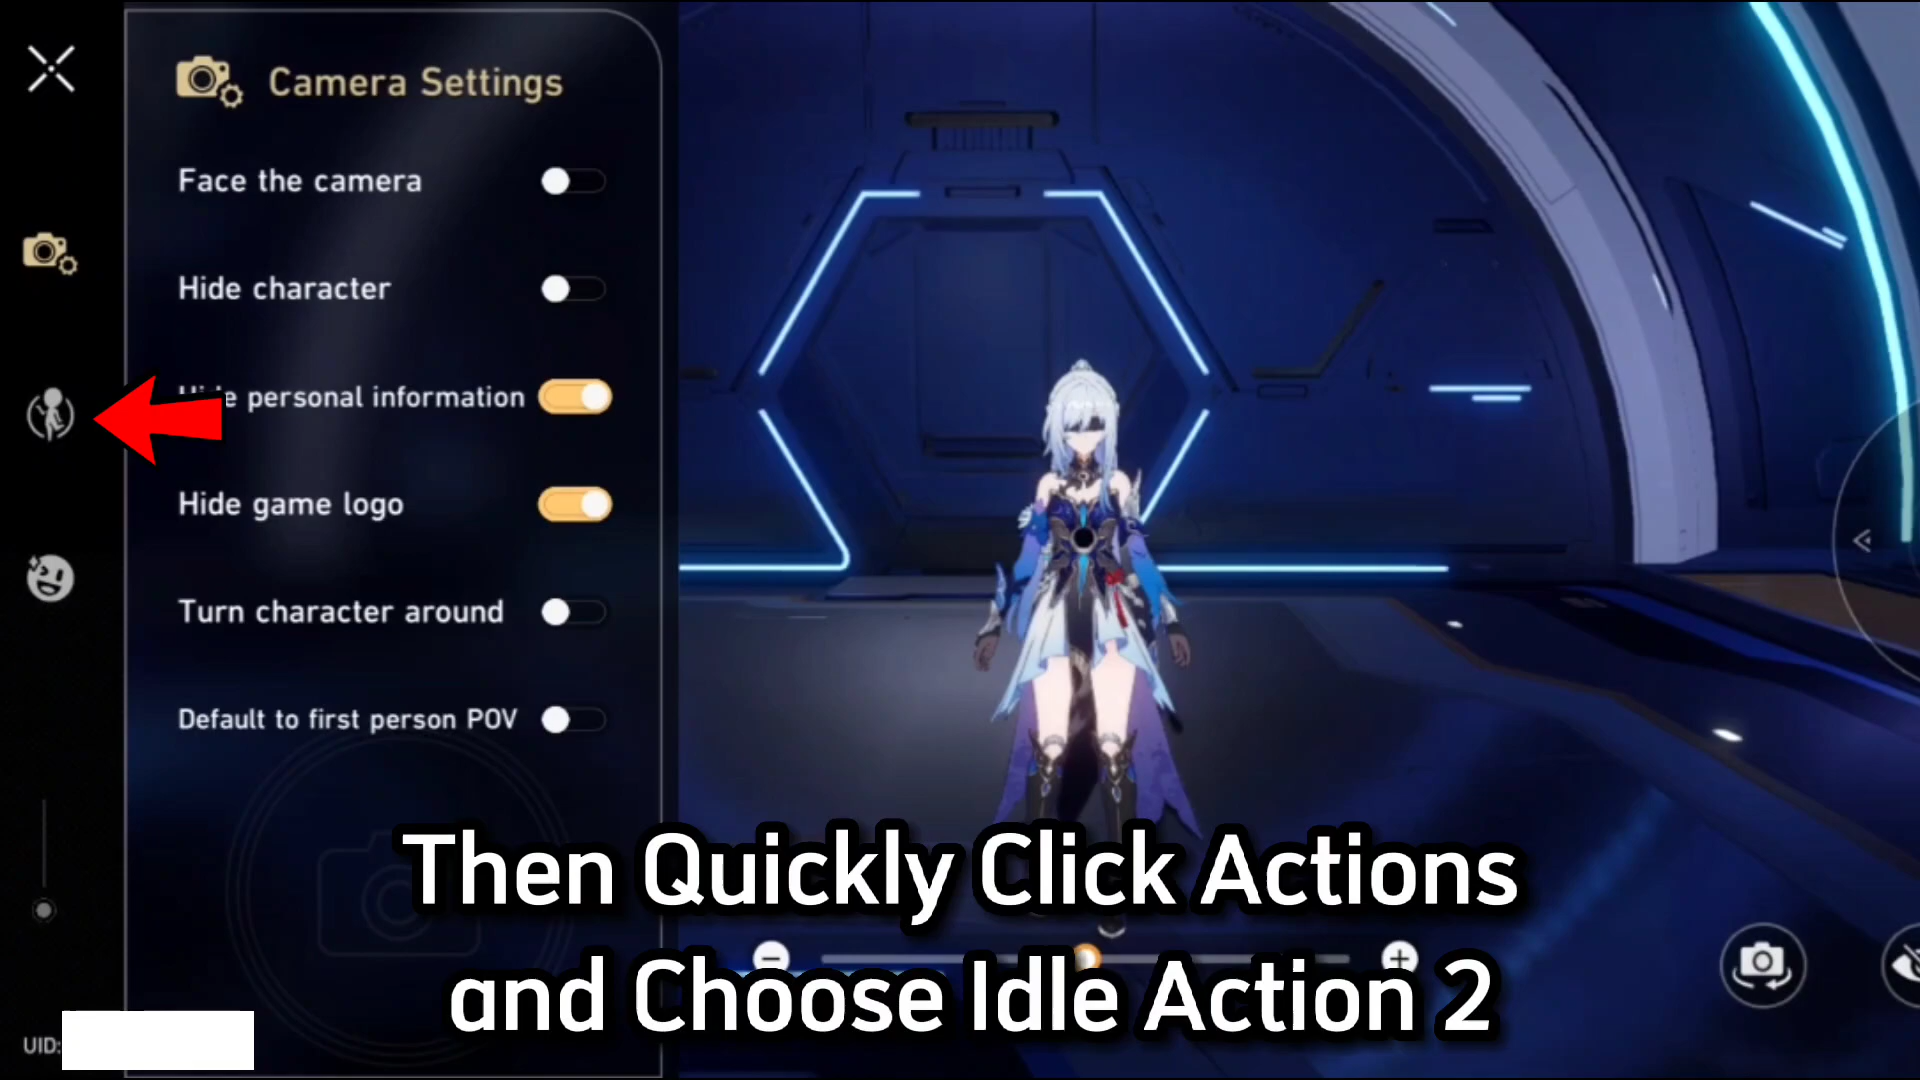 Camera Settings
Face the camera
Hide character
personal information
Hide game logo
Turn character around
Default to first person POV
Then Quickly Click Actions
and Choose Idle Action 2
UID: